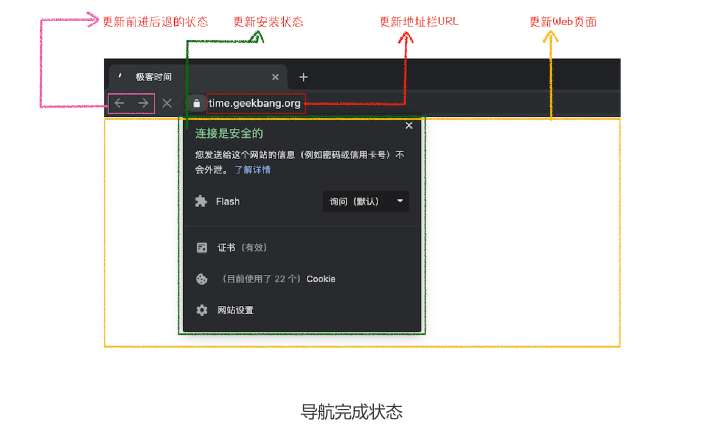 更新前进后退的状态
更新安装状态
更新地址栏URL
更新Web页面
极客时间
time.geekbang.org
连接是安全的
您发送给这个网站的信息（例如密码或信用卡号）不
会外泄。 了解详情
Flash
询问（默认）
证书（有效）
（目前使用了 22 个）Cookie
网站设置
导航完成状态